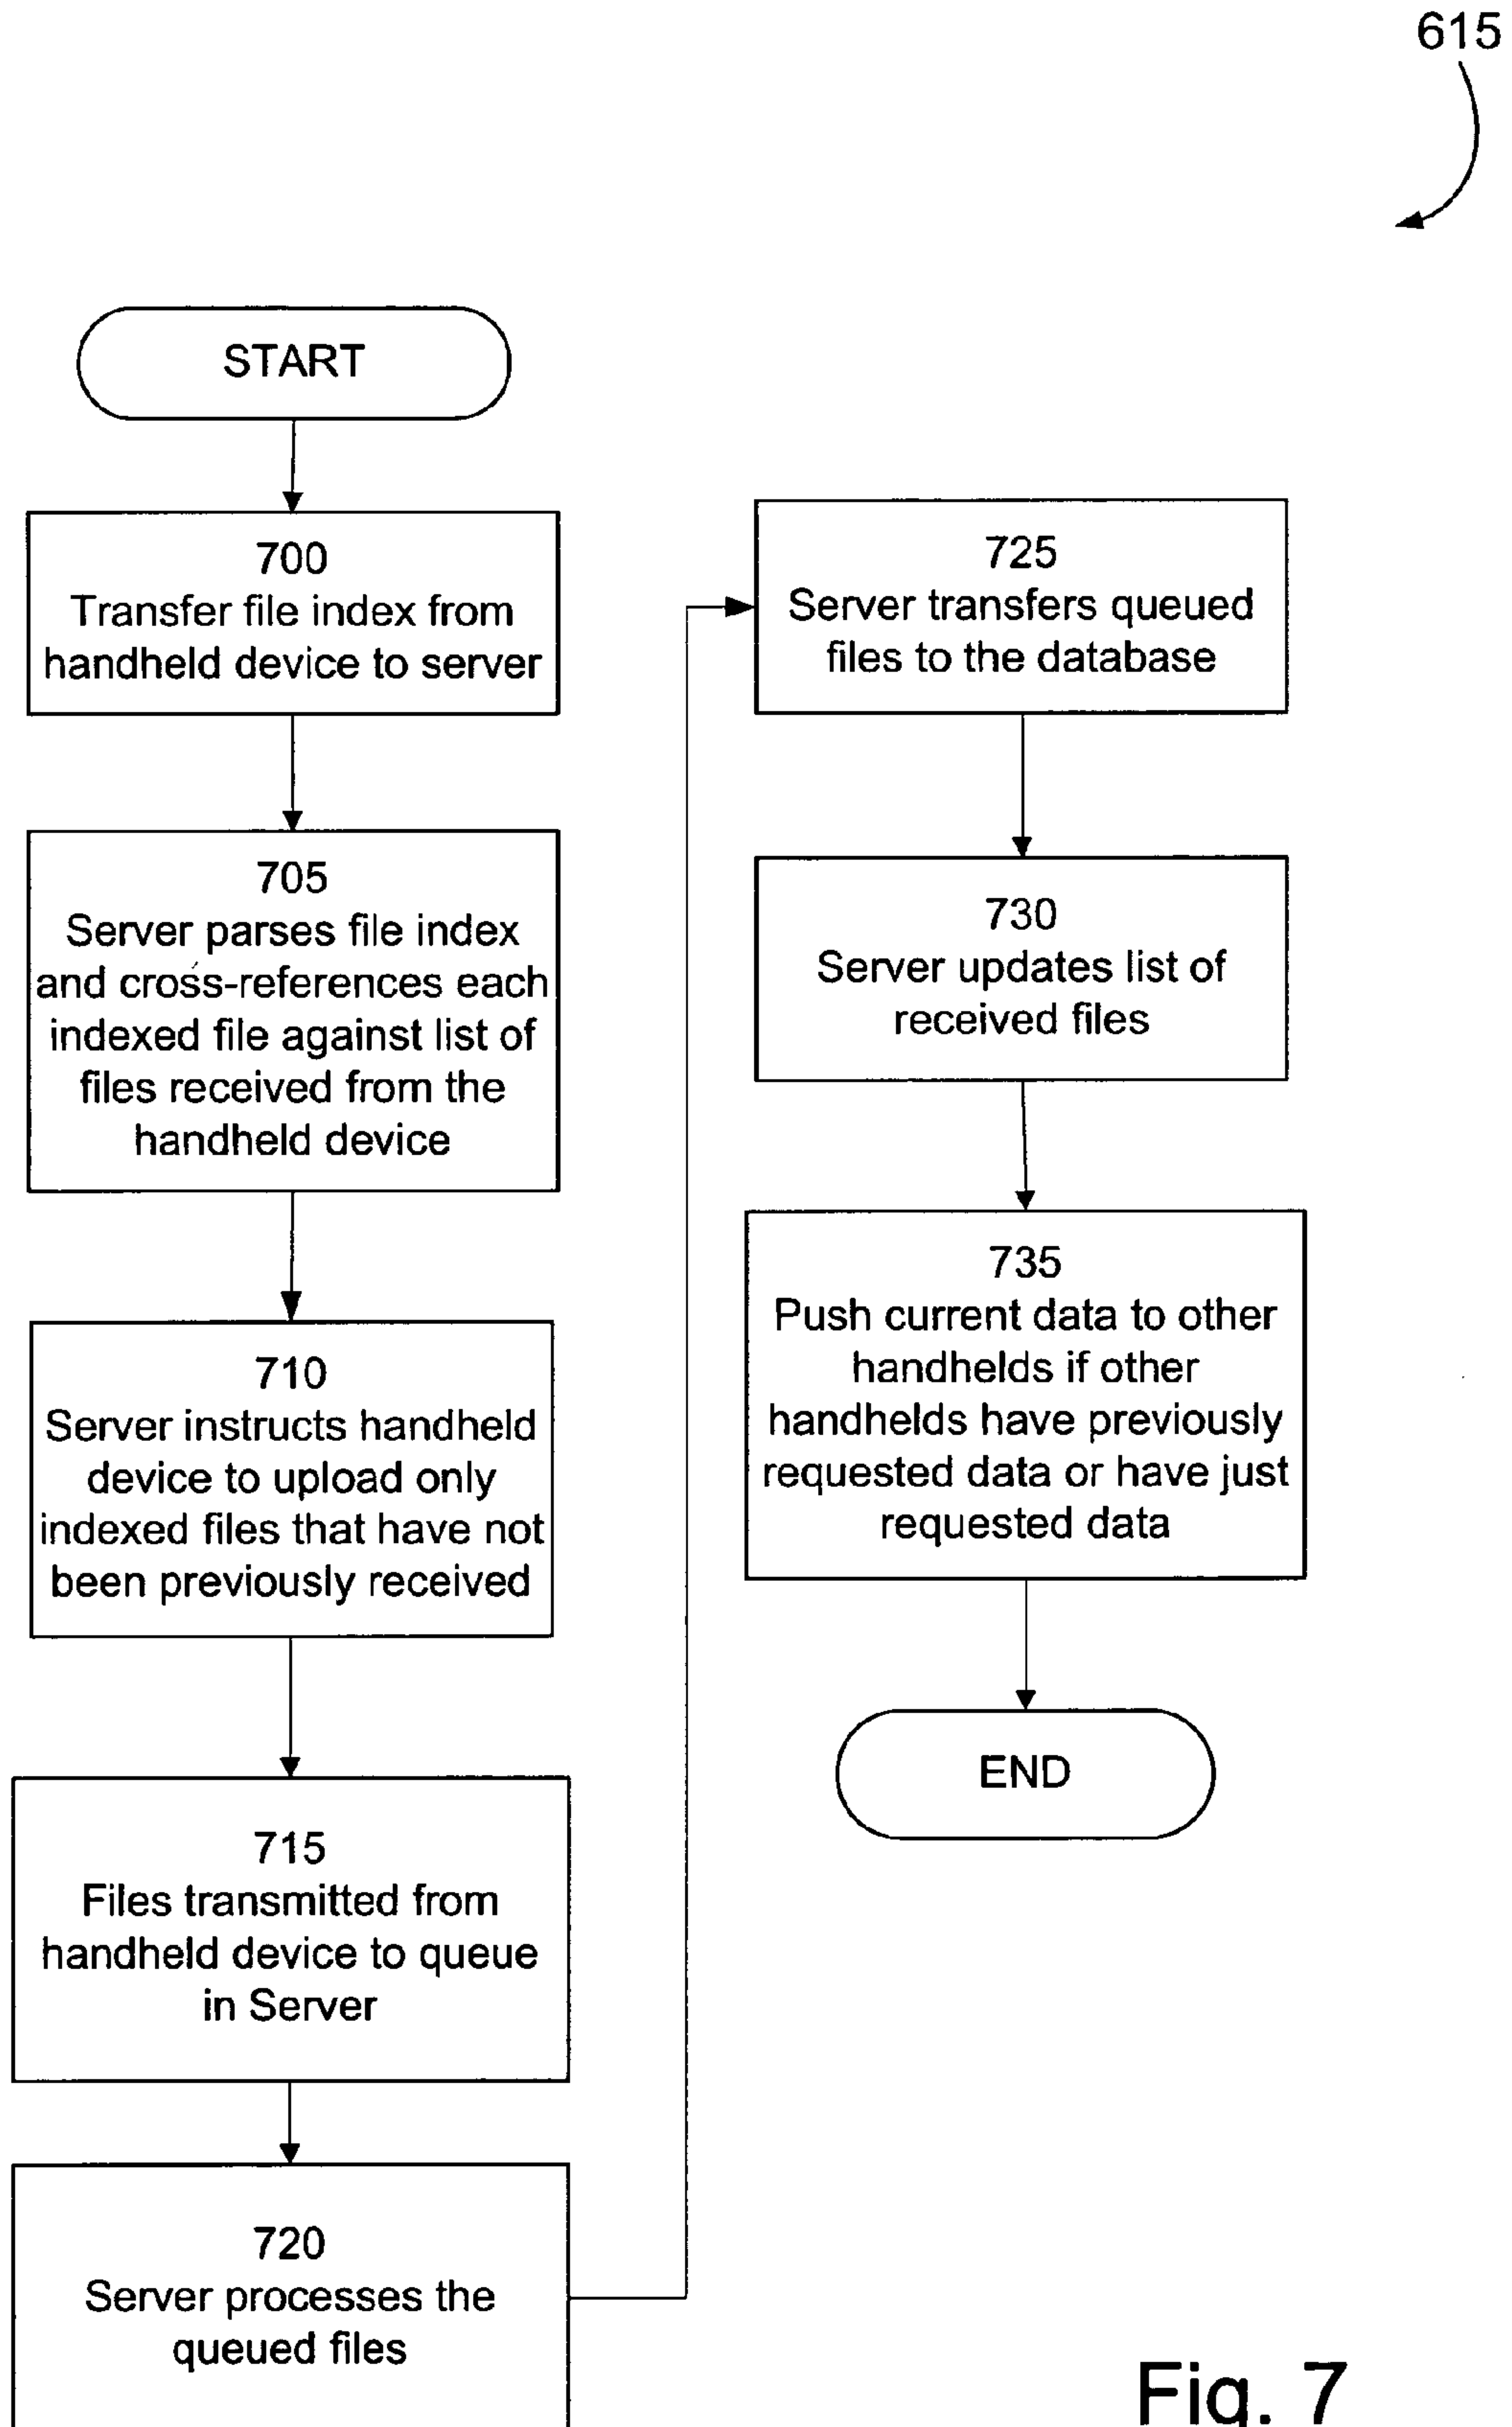 615
START
700
Transfer file index from
handheld device to server
705
Server parses file index
and cross-references each
indexed file against list of
files received from the
handheld device
710
Server instructs handheld
device to upload only
indexed files that have not
been previously received
715
Files transmitted from
handheld device to queue
in Server
720
Server processes the
queued files
725
Server transfers queued
files to the database
730
Server updates list of
received files
735
Push current data to other
handhelds if other
handhelds have previously
requested data or have just
requested data
END
Fig. 7